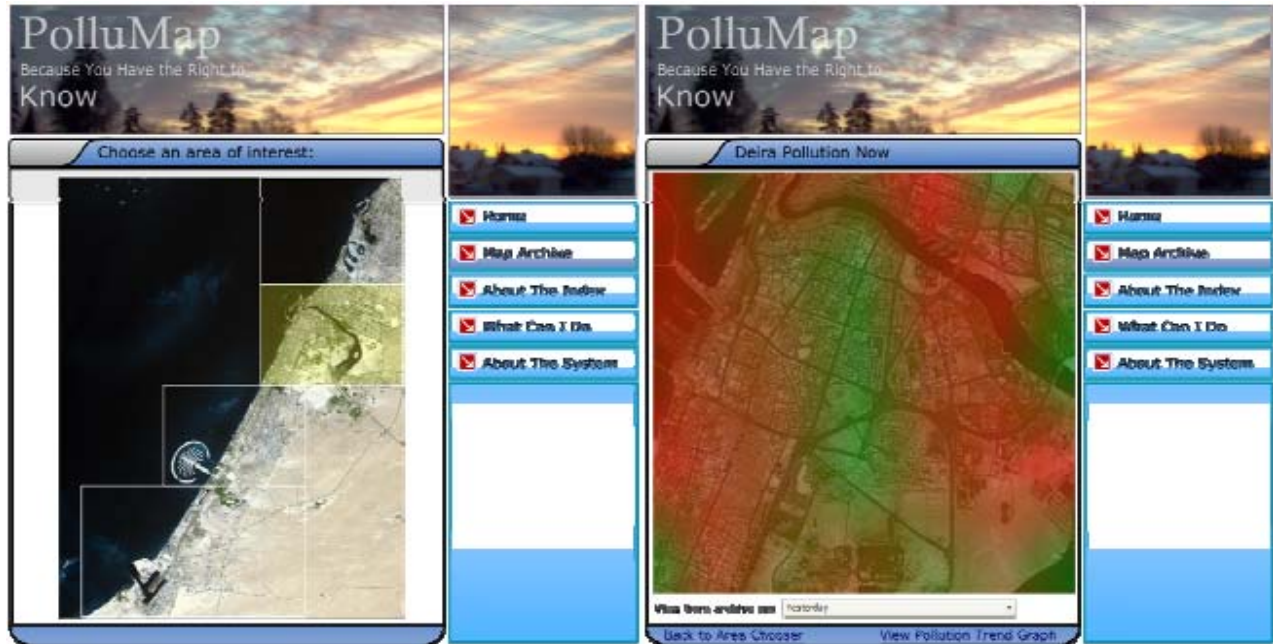 PolluMap
Because You Have the Right to
Know
Choose an area of interest:
Home
Map Archive
About The Index
What Can I Do
About The System
PolluMap
Because You Have the Right to
Know
Deira Pollution Now
Home
Map Archive
About The Index
What Can I Do
About The System
View from archive
Yesterday
Back to Area Chooser
View Pollution Trend Graph